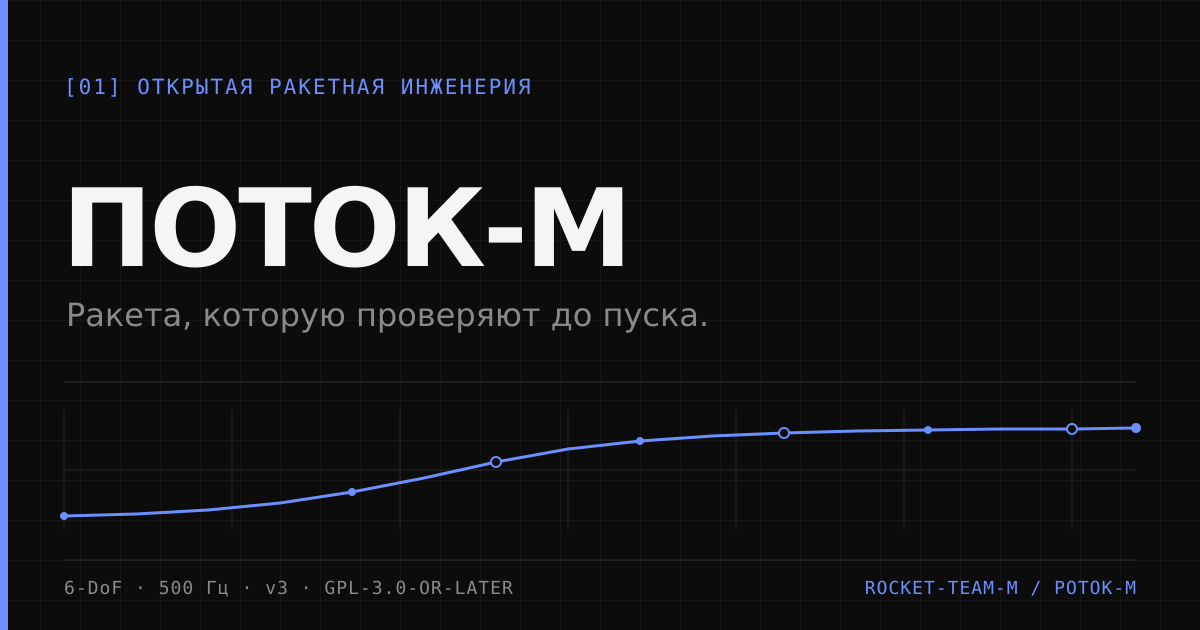 [01] ОТКРЫТАЯ РАКЕТНАЯ ИНЖЕНЕРИЯ
ПОТОК-М
Ракета, которую проверяют до пуска.
6-DoF · 500 Гц · v3 · GPL-3.0-OR-LATER
ROCKET-TEAM-M / РОТОК-М